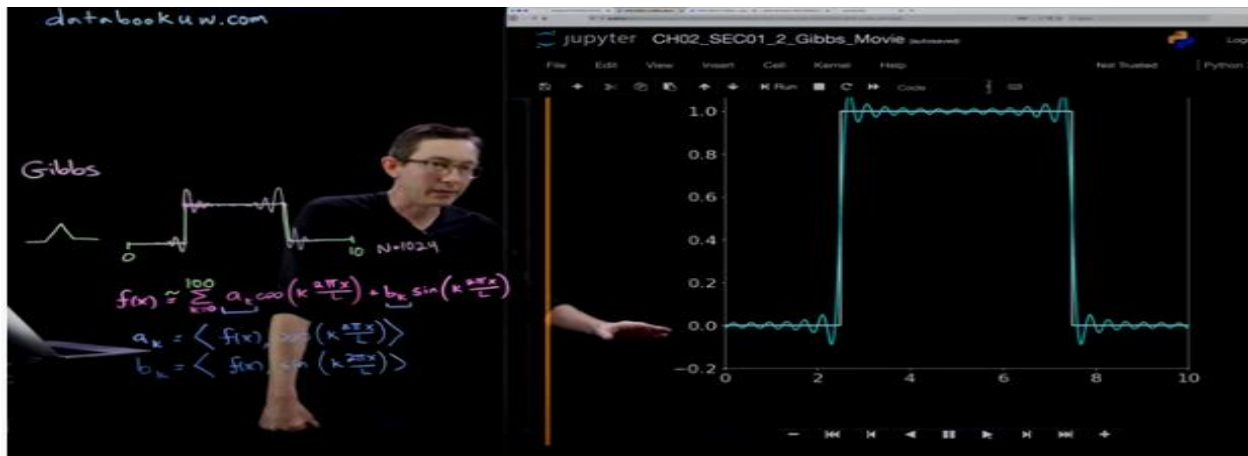 databookuw.com
Gibbs
0
10
N=1024
f(x) ≈ 100 Σ k=0 a_k cos(k 2πx/L) + b_k sin(k 2πx/L)
a_k = ⟨ f(x), cos(k 2πx/L) ⟩
b_k = ⟨ f(x), sin(k 2πx/L) ⟩
jupyter CH02_SEC01_2_Gibbs_Movie (autosaved)
File Edit View Insert Cell Kernel Help Not Trusted Python
Run Code
1.0
0.8
0.6
0.4
0.2
0.0
−0.2
0 2 4 6 8 10